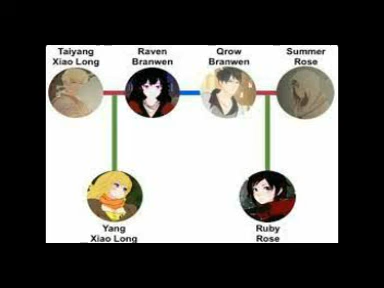 Taiyang
Xiao Long
Raven
Branwen
Qrow
Branwen
Summer
Rose
Yang
Xiao Long
Ruby
Rose